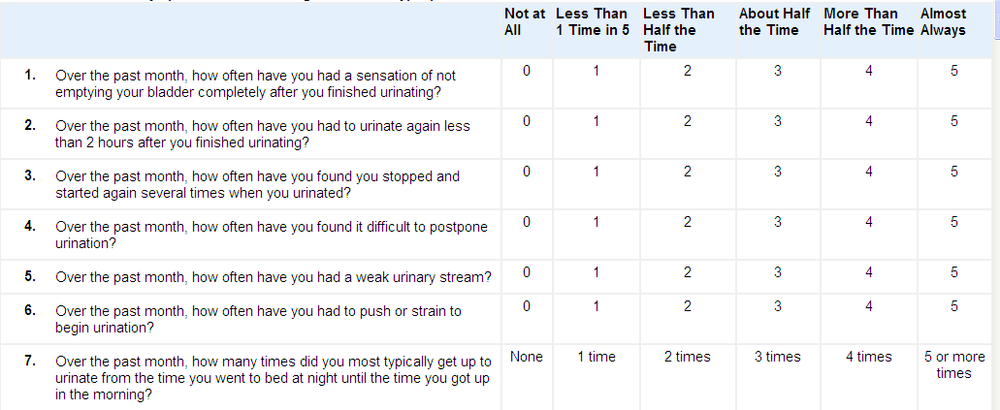 Not at Less Than Less Than About Half More Than Almost
All 1 Time in 5 Half the the Time Half the Time Always
Time
1. Over the past month, how often have you had a sensation of not 0 1 2 3 4 5
emptying your bladder completely after you finished urinating?
2. Over the past month, how often have you had to urinate again less 0 1 2 3 4 5
than 2 hours after you finished urinating?
3. Over the past month, how often have you found you stopped and 0 1 2 3 4 5
started again several times when you urinated?
4. Over the past month, how often have you found it difficult to postpone 0 1 2 3 4 5
urination?
5. Over the past month, how often have you had a weak urinary stream? 0 1 2 3 4 5
6. Over the past month, how often have you had to push or strain to 0 1 2 3 4 5
begin urination?
7. Over the past month, how many times did you most typically get up to None 1 time 2 times 3 times 4 times 5 or more
urinate from the time you went to bed at night until the time you got up times
in the morning?